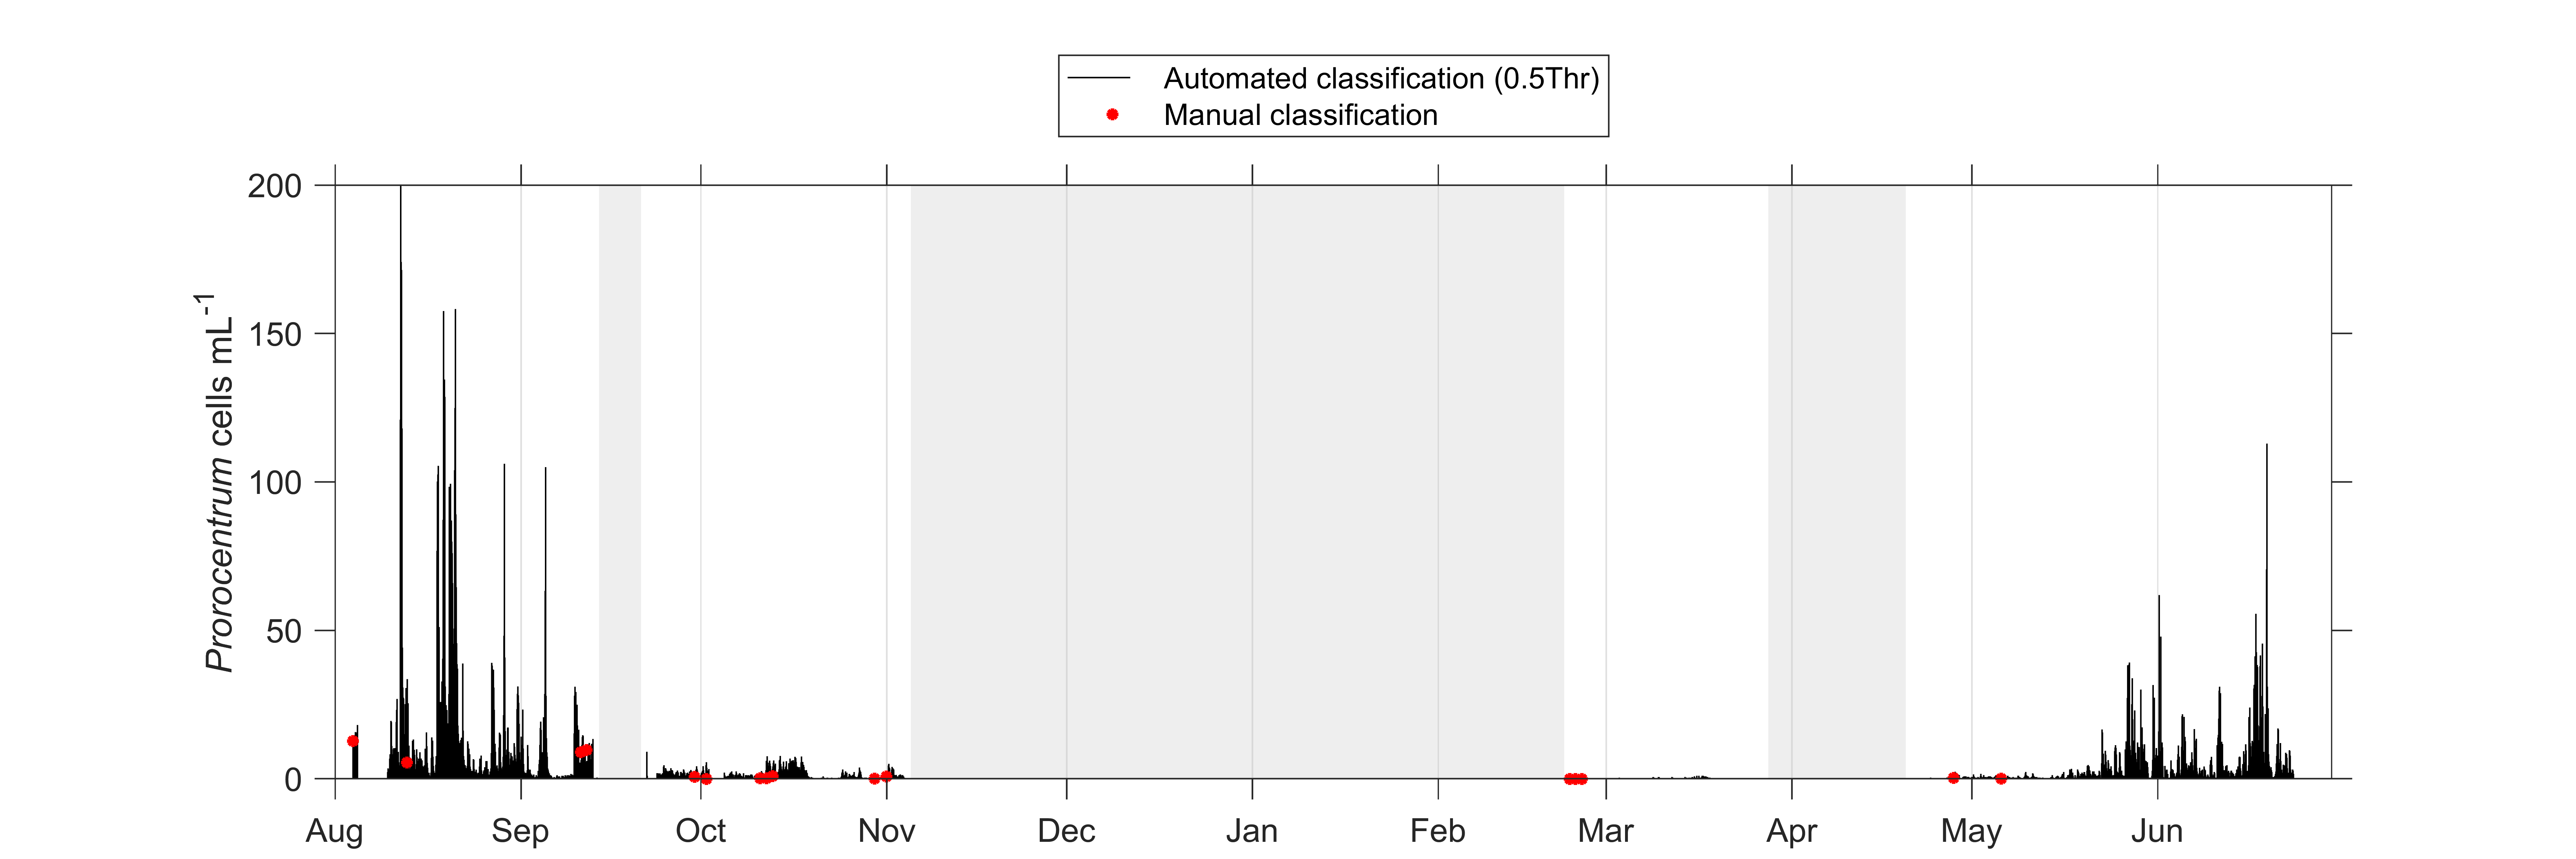 Automated classification (0.5Thr)
Manual classification
Prorocentrum cells mL-1
200
150
100
50
0
Aug Sep Oct Nov Dec Jan Feb Mar Apr May Jun